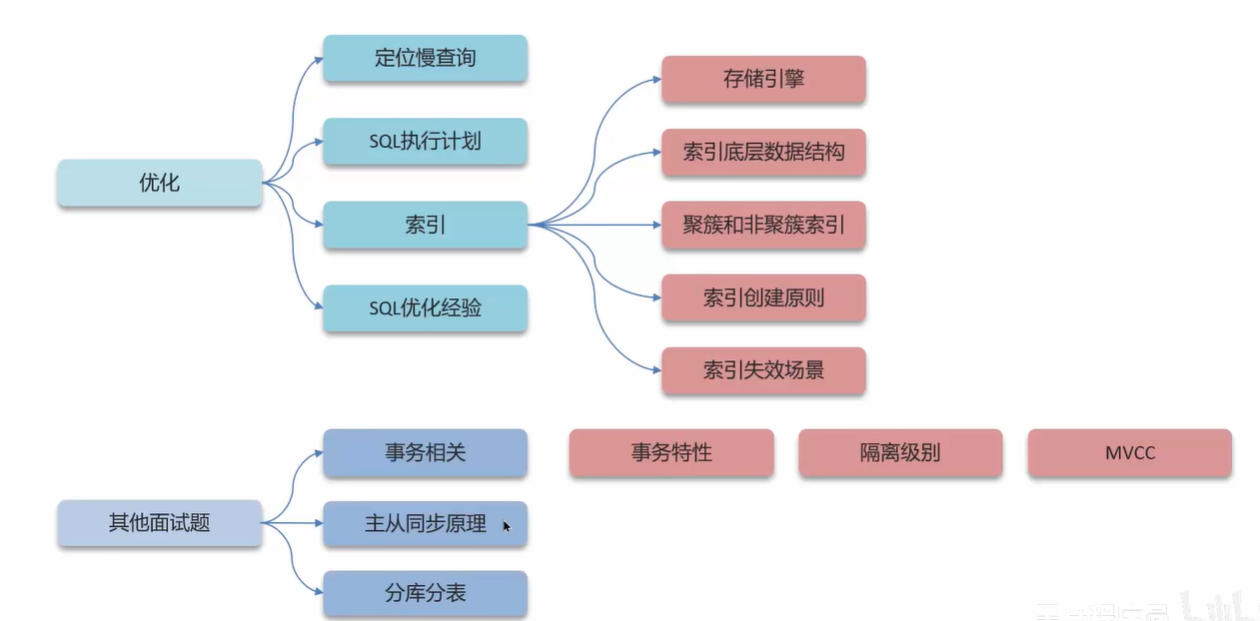 优化
定位慢查询
SQL执行计划
索引
SQL优化经验
存储引擎
索引底层数据结构
聚簇和非聚簇索引
索引创建原则
索引失效场景
其他面试题
事务相关
主从同步原理
分库分表
事务特性
隔离级别
MVCC